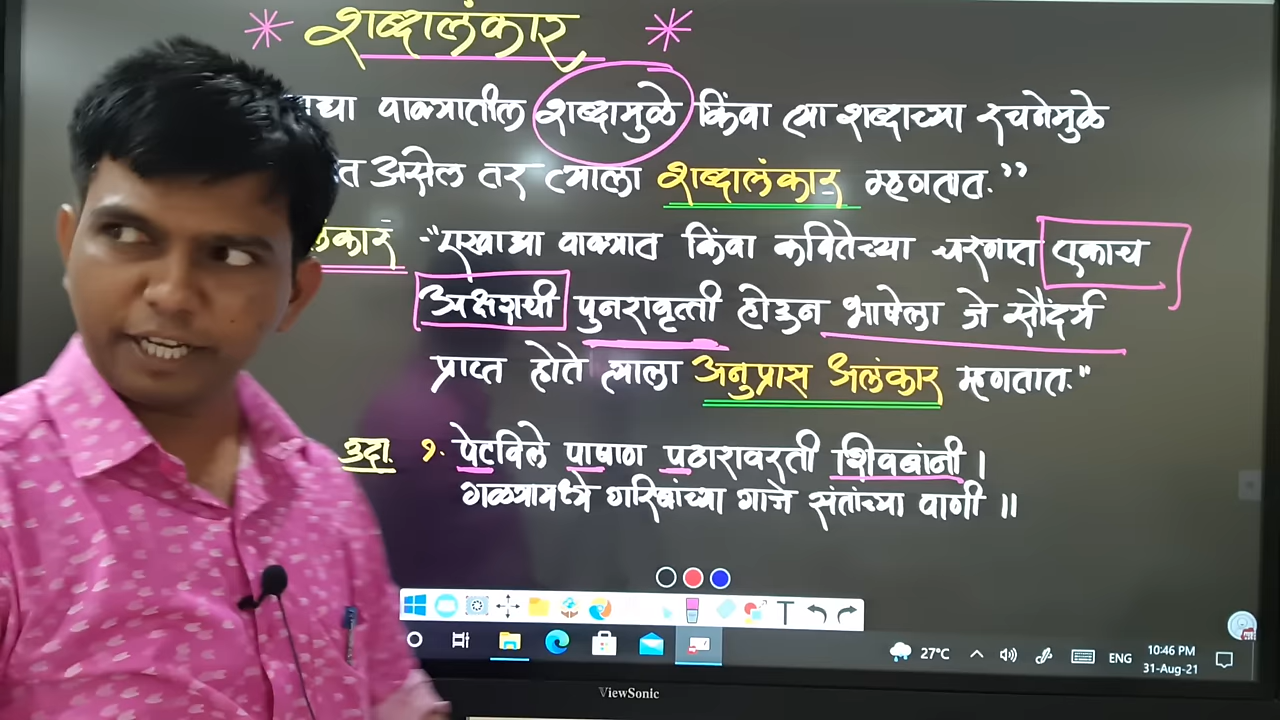 * शब्दालंकार *
वाक्यातील शब्दामुळे किंवा त्या शब्दाच्या रचनेमुळे
असेल तर त्याला शब्दालंकार म्हणतात.”
लंकार -"एखाद्या वाक्यात किंवा कवितेच्या चरणात एकाच
अक्षराची पुनरावृत्ती होऊन भाषेला जे सौंदर्य
प्राप्त होते त्याला अनुप्रास अलंकार म्हणतात."
उदा. १. पेटविले पाषाण पठारावरती शिवबांनी ।
गळ्यामध्ये गरिबांच्या गाजे संतांच्या वाणी ॥
T
27°C ENG 10:46 PM
31-Aug-21
ViewSonic